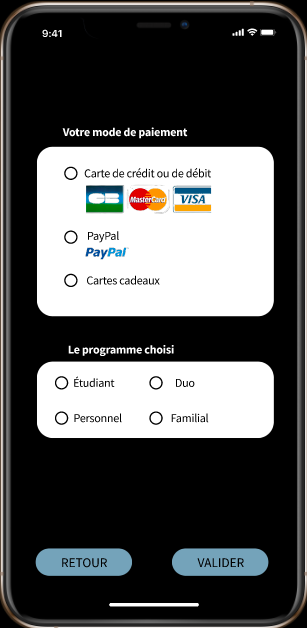 9:41
Votre mode de paiement
Carte de crédit ou de débit
CB MasterCard VISA
PayPal
PayPal
Cartes cadeaux
Le programme choisi
Étudiant Duo
Personnel Familial
RETOUR VALIDER